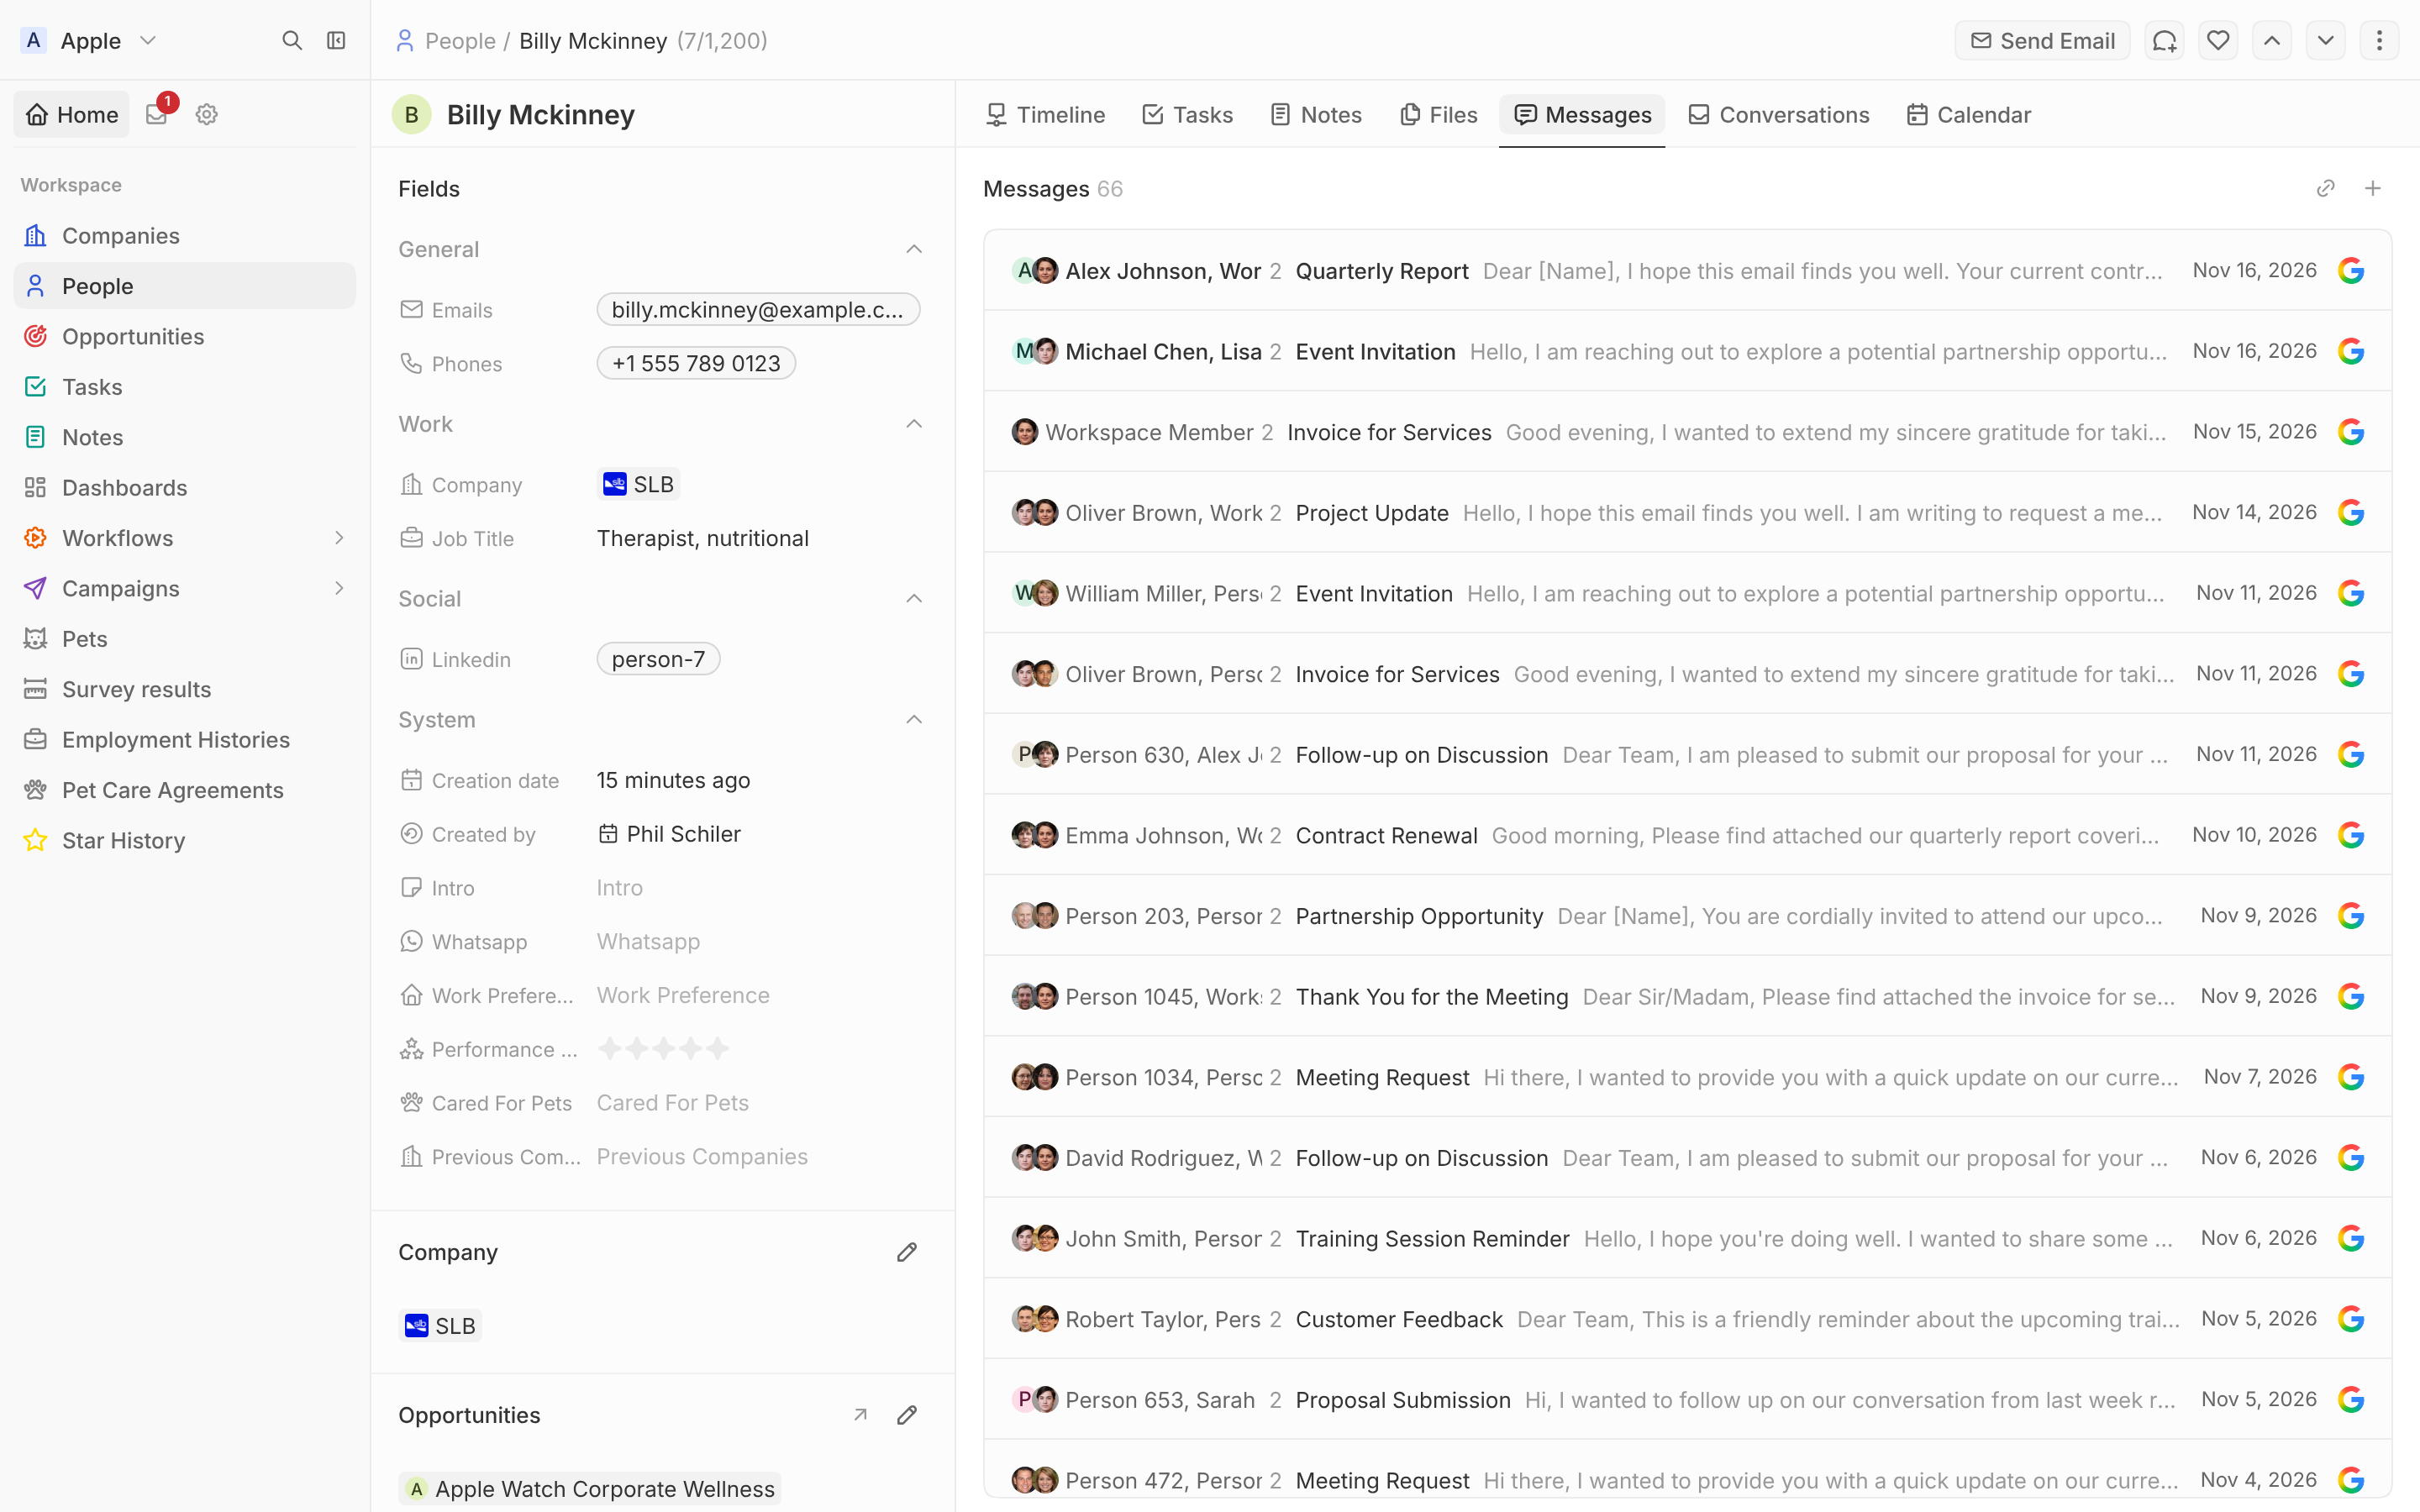 A Apple
People / Billy Mckinney (7/1,200)
Send Email
Home
1
Workspace
Companies
People
Opportunities
Tasks
Notes
Dashboards
Workflows
Campaigns
Pets
Survey results
Employment Histories
Pet Care Agreements
Star History
B Billy Mckinney
Fields
General
Emails billy.mckinney@example.c...
Phones +1 555 789 0123
Work
Company slb SLB
Job Title Therapist, nutritional
Social
in Linkedin person-7
System
Creation date 15 minutes ago
Created by Phil Schiler
Intro Intro
Whatsapp Whatsapp
Work Prefere... Work Preference
Performance ...
Cared For Pets Cared For Pets
Previous Com... Previous Companies
Company
slb SLB
Opportunities
A Apple Watch Corporate Wellness
Timeline Tasks Notes Files Messages Conversations Calendar
Messages 66
A Alex Johnson, Wor 2 Quarterly Report Dear [Name], I hope this email finds you well. Your current contr... Nov 16, 2026
M Michael Chen, Lisa 2 Event Invitation Hello, I am reaching out to explore a potential partnership opportu... Nov 16, 2026
Workspace Member 2 Invoice for Services Good evening, I wanted to extend my sincere gratitude for taki... Nov 15, 2026
Oliver Brown, Work 2 Project Update Hello, I hope this email finds you well. I am writing to request a me... Nov 14, 2026
W William Miller, Pers 2 Event Invitation Hello, I am reaching out to explore a potential partnership opportu... Nov 11, 2026
Oliver Brown, Perso 2 Invoice for Services Good evening, I wanted to extend my sincere gratitude for taki... Nov 11, 2026
P Person 630, Alex J 2 Follow-up on Discussion Dear Team, I am pleased to submit our proposal for your ... Nov 11, 2026
Emma Johnson, Wo 2 Contract Renewal Good morning, Please find attached our quarterly report coveri... Nov 10, 2026
Person 203, Person 2 Partnership Opportunity Dear [Name], You are cordially invited to attend our upco... Nov 9, 2026
Person 1045, Works 2 Thank You for the Meeting Dear Sir/Madam, Please find attached the invoice for se... Nov 9, 2026
Person 1034, Perso 2 Meeting Request Hi there, I wanted to provide you with a quick update on our curre... Nov 7, 2026
David Rodriguez, W 2 Follow-up on Discussion Dear Team, I am pleased to submit our proposal for your ... Nov 6, 2026
John Smith, Person 2 Training Session Reminder Hello, I hope you're doing well. I wanted to share some ... Nov 6, 2026
Robert Taylor, Pers 2 Customer Feedback Dear Team, This is a friendly reminder about the upcoming trai... Nov 5, 2026
P Person 653, Sarah 2 Proposal Submission Hi, I wanted to follow up on our conversation from last week r... Nov 5, 2026
Person 472, Person 2 Meeting Request Hi there, I wanted to provide you with a quick update on our curre... Nov 4, 2026